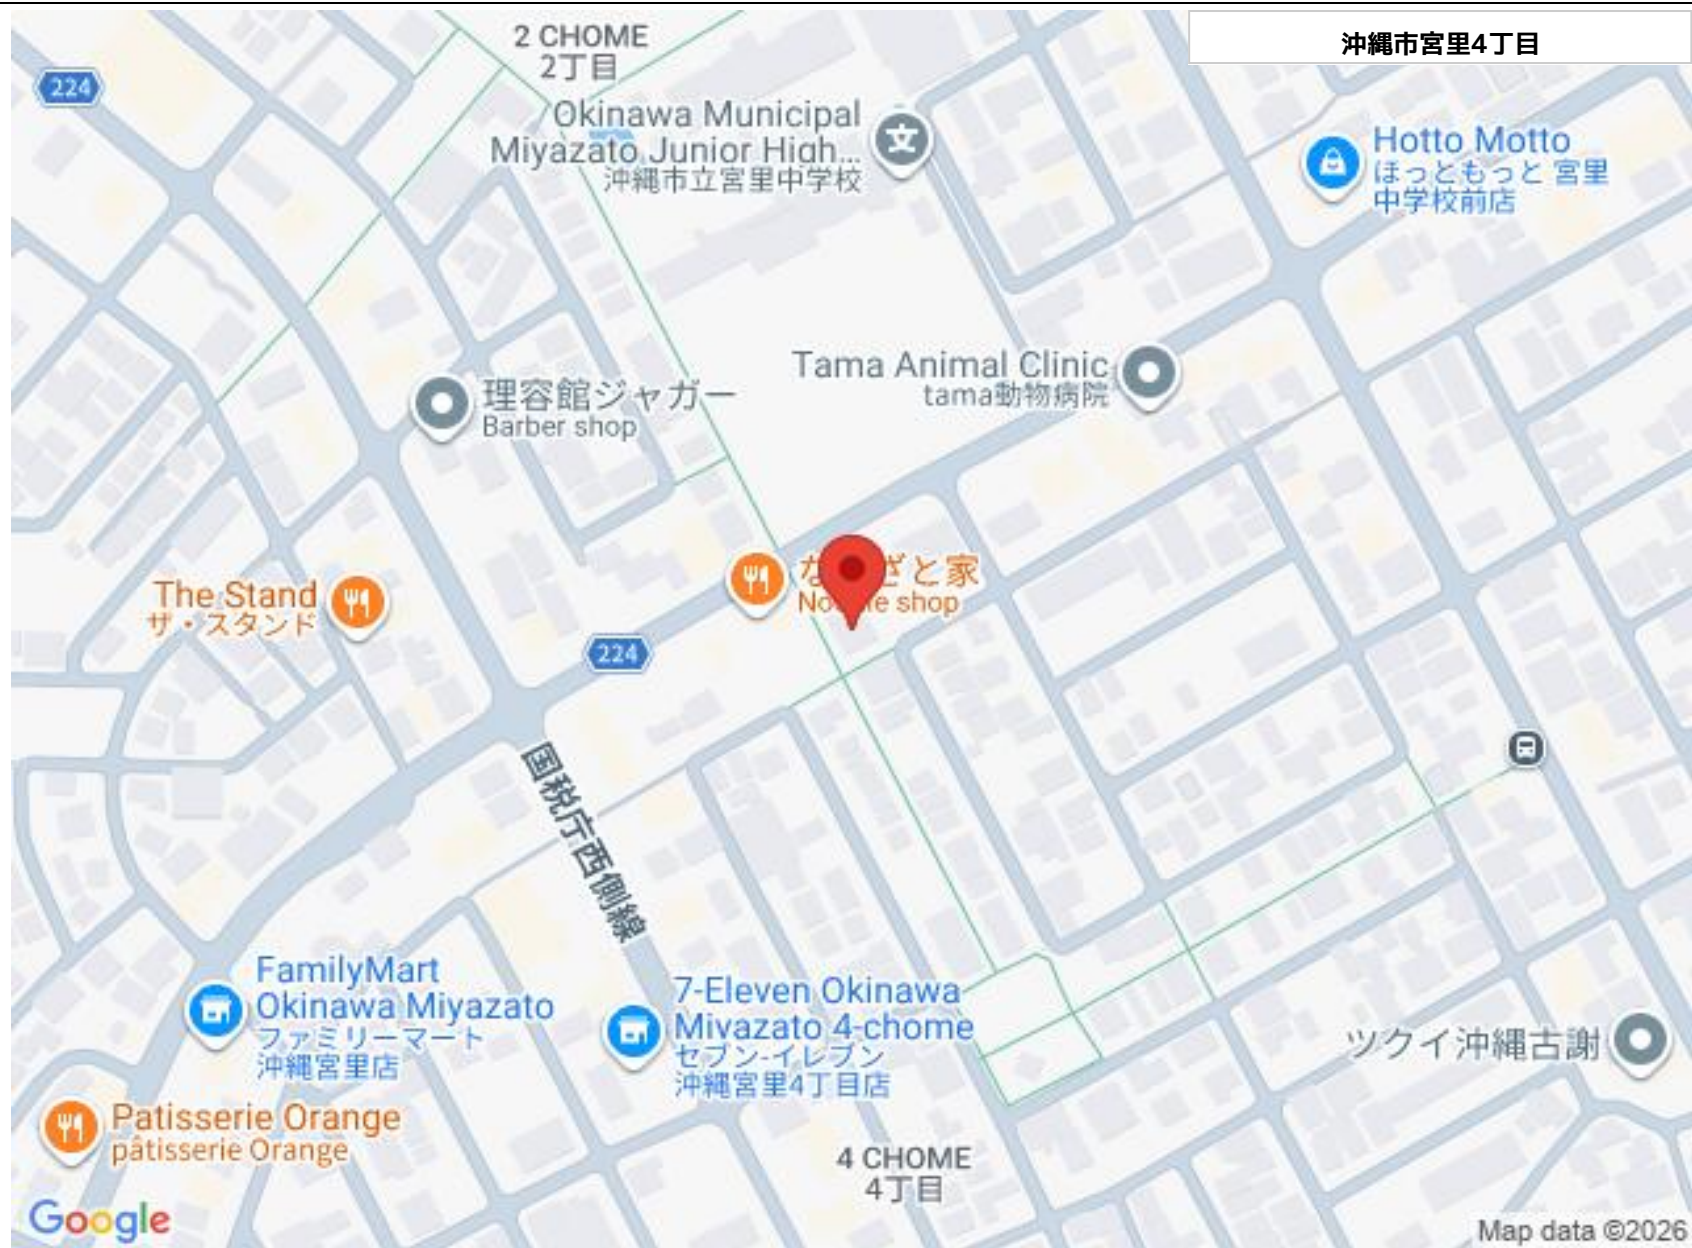 沖縄市宮里4丁目
2 CHOME
2丁目
224
Okinawa Municipal
Miyazato Junior High...
沖縄市立宮里中学校
Hotto Motto
ほっともっと 宮里
中学校前店
Tama Animal Clinic
tama動物病院
理容館ジャガー
Barber shop
ざと家
shop
The Stand
ザ・スタンド
224
国税庁西側線
FamilyMart
Okinawa Miyazato
ファミリーマート
沖縄宮里店
7-Eleven Okinawa
Miyazato 4-chome
セブン-イレブン
沖縄宮里4丁目店
ツクイ沖縄古謝
Patisserie Orange
pâtisserie Orange
4 CHOME
4丁目
Google
Map data ©2026